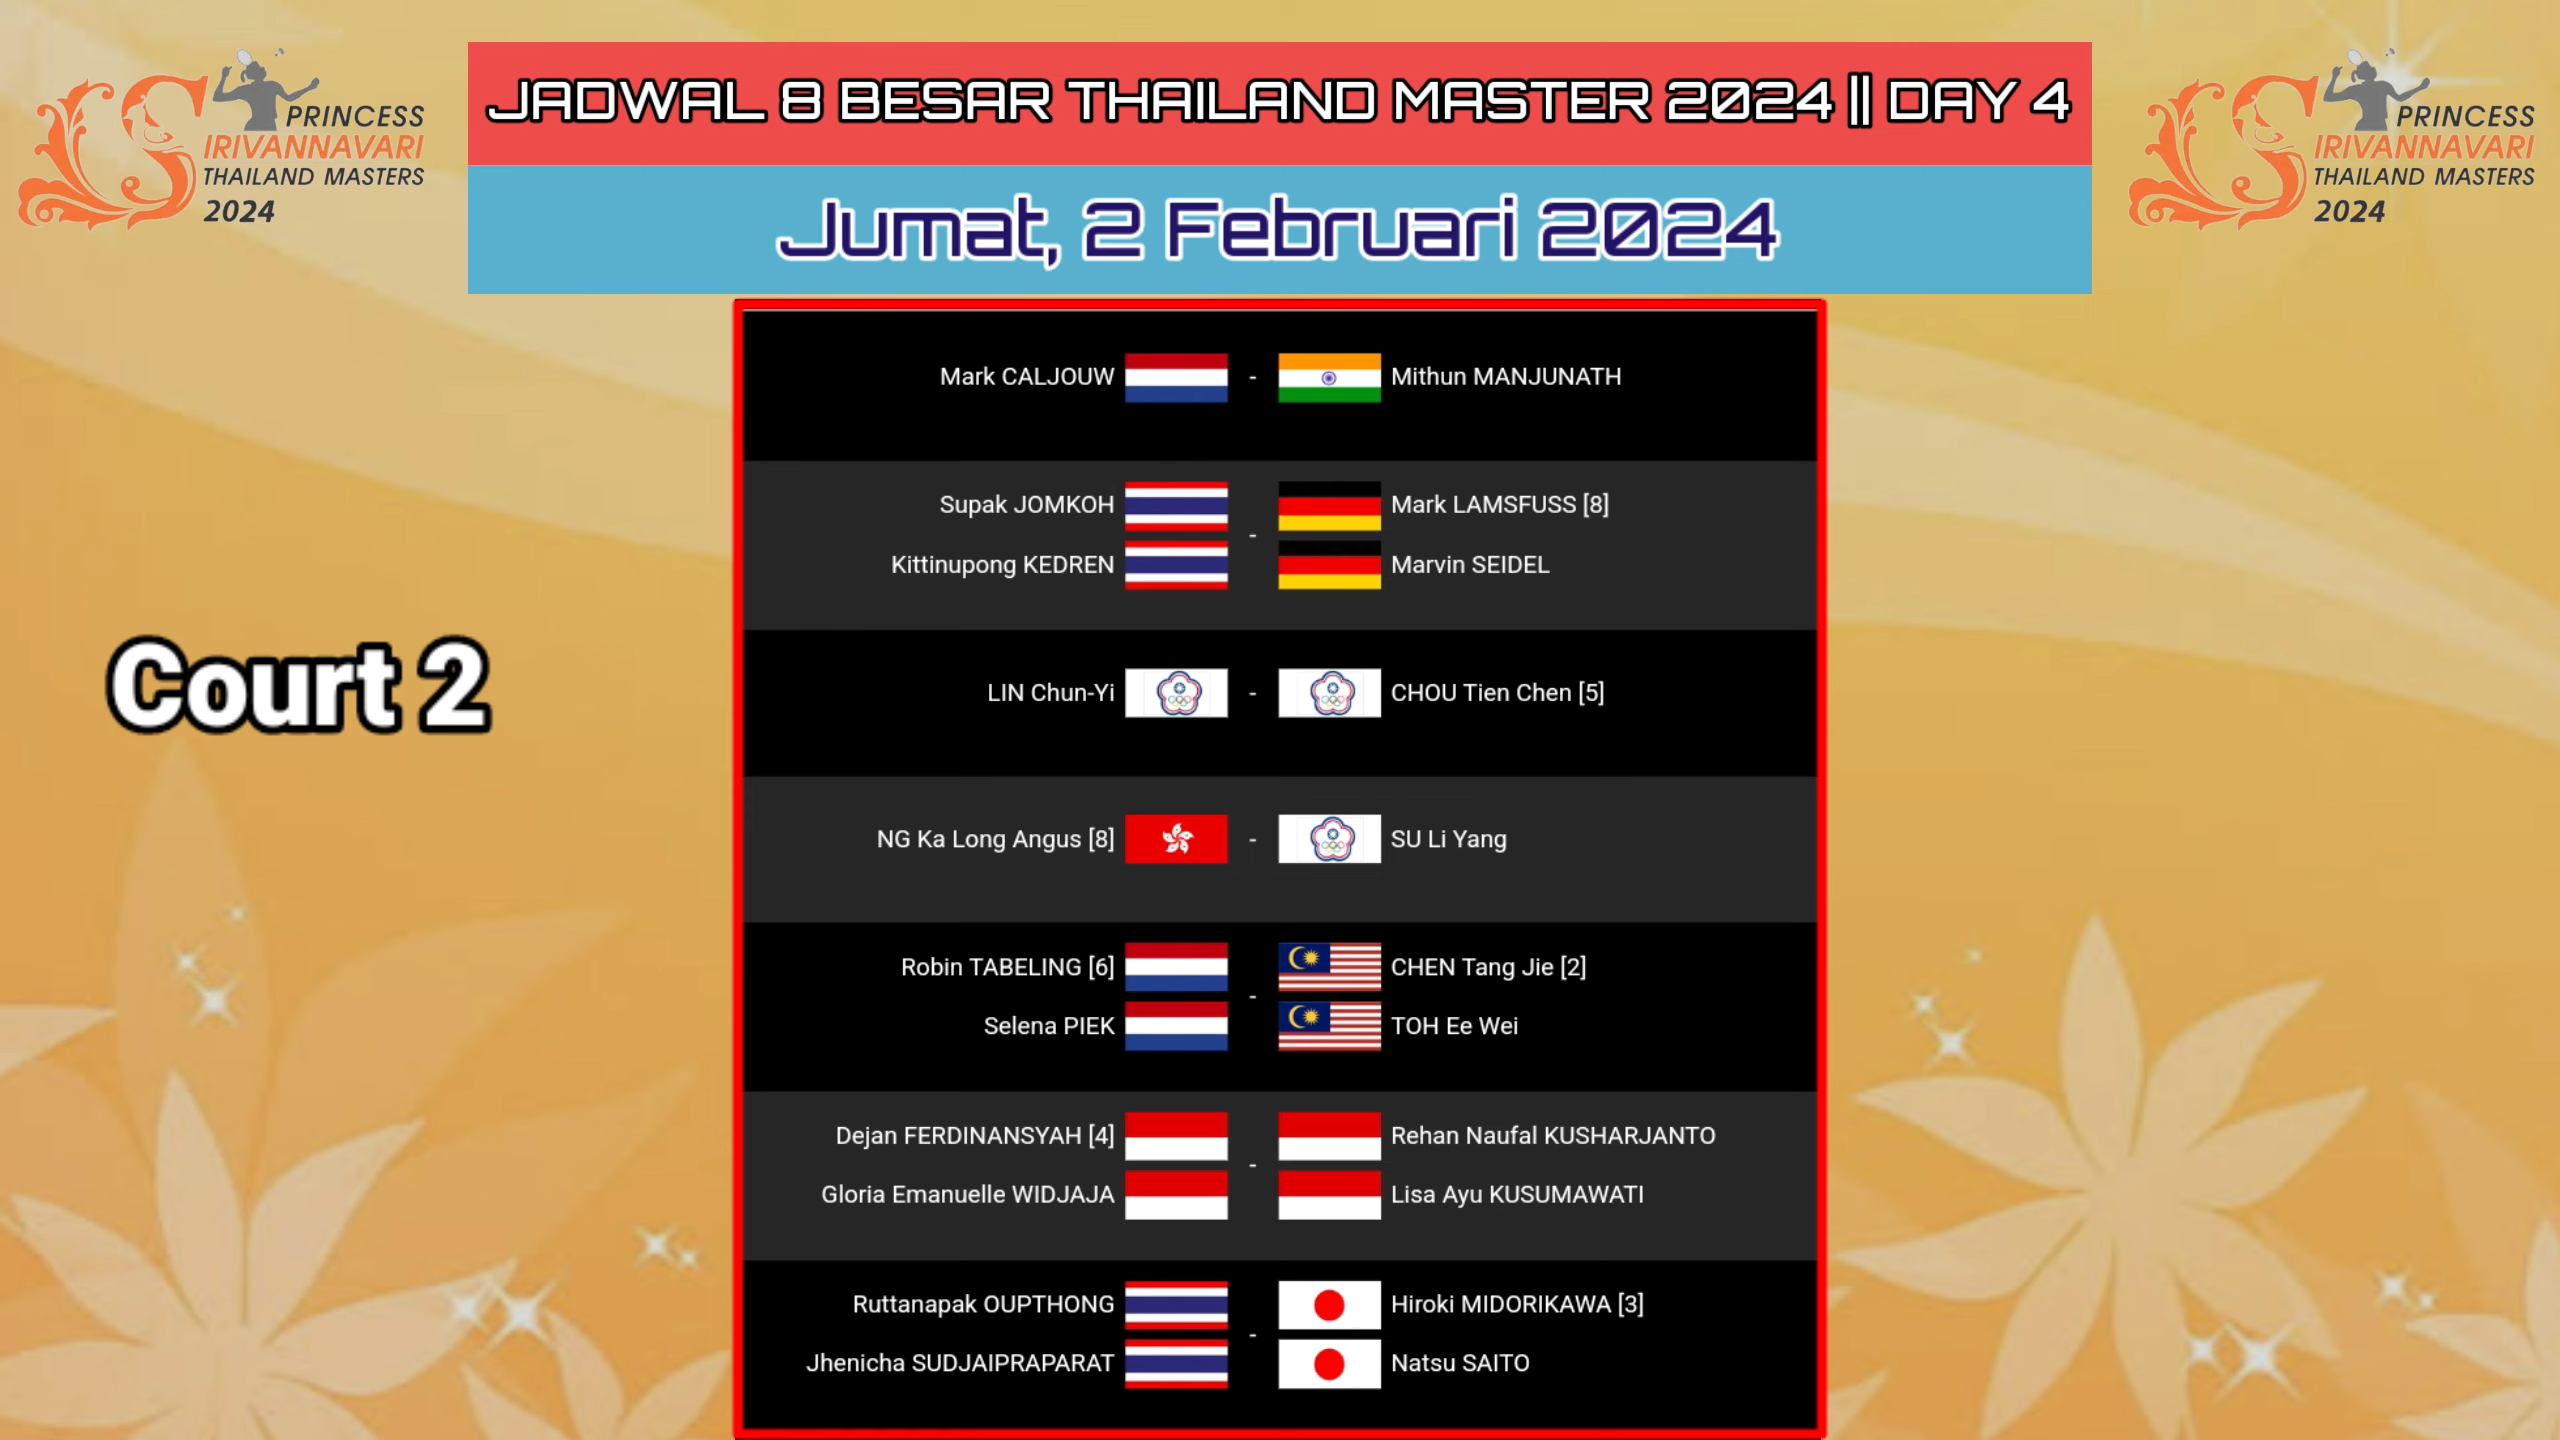 PRINCESS
IRIVANNAVARI
THAILAND MASTERS
2024
JADWAL 8 BESAR THAILAND MASTER 2024 || DAY 4
Jumat, 2 Februari 2024
PRINCESS
IRIVANNAVARI
THAILAND MASTERS
2024
Court 2
Mark CALJOUW - Mithun MANJUNATH
Supak JOMKOH Mark LAMSFUSS [8]
-
Kittinupong KEDREN Marvin SEIDEL
LIN Chun-Yi - CHOU Tien Chen [5]
NG Ka Long Angus [8] - SU Li Yang
Robin TABELING [6] CHEN Tang Jie [2]
-
Selena PIEK TOH Ee Wei
Dejan FERDINANSYAH [4] Rehan Naufal KUSHARJANTO
-
Gloria Emanuelle WIDJAJA Lisa Ayu KUSUMAWATI
Ruttanapak OUPTHONG Hiroki MIDORIKAWA [3]
-
Jhenicha SUDJAIPRAPARAT Natsu SAITO